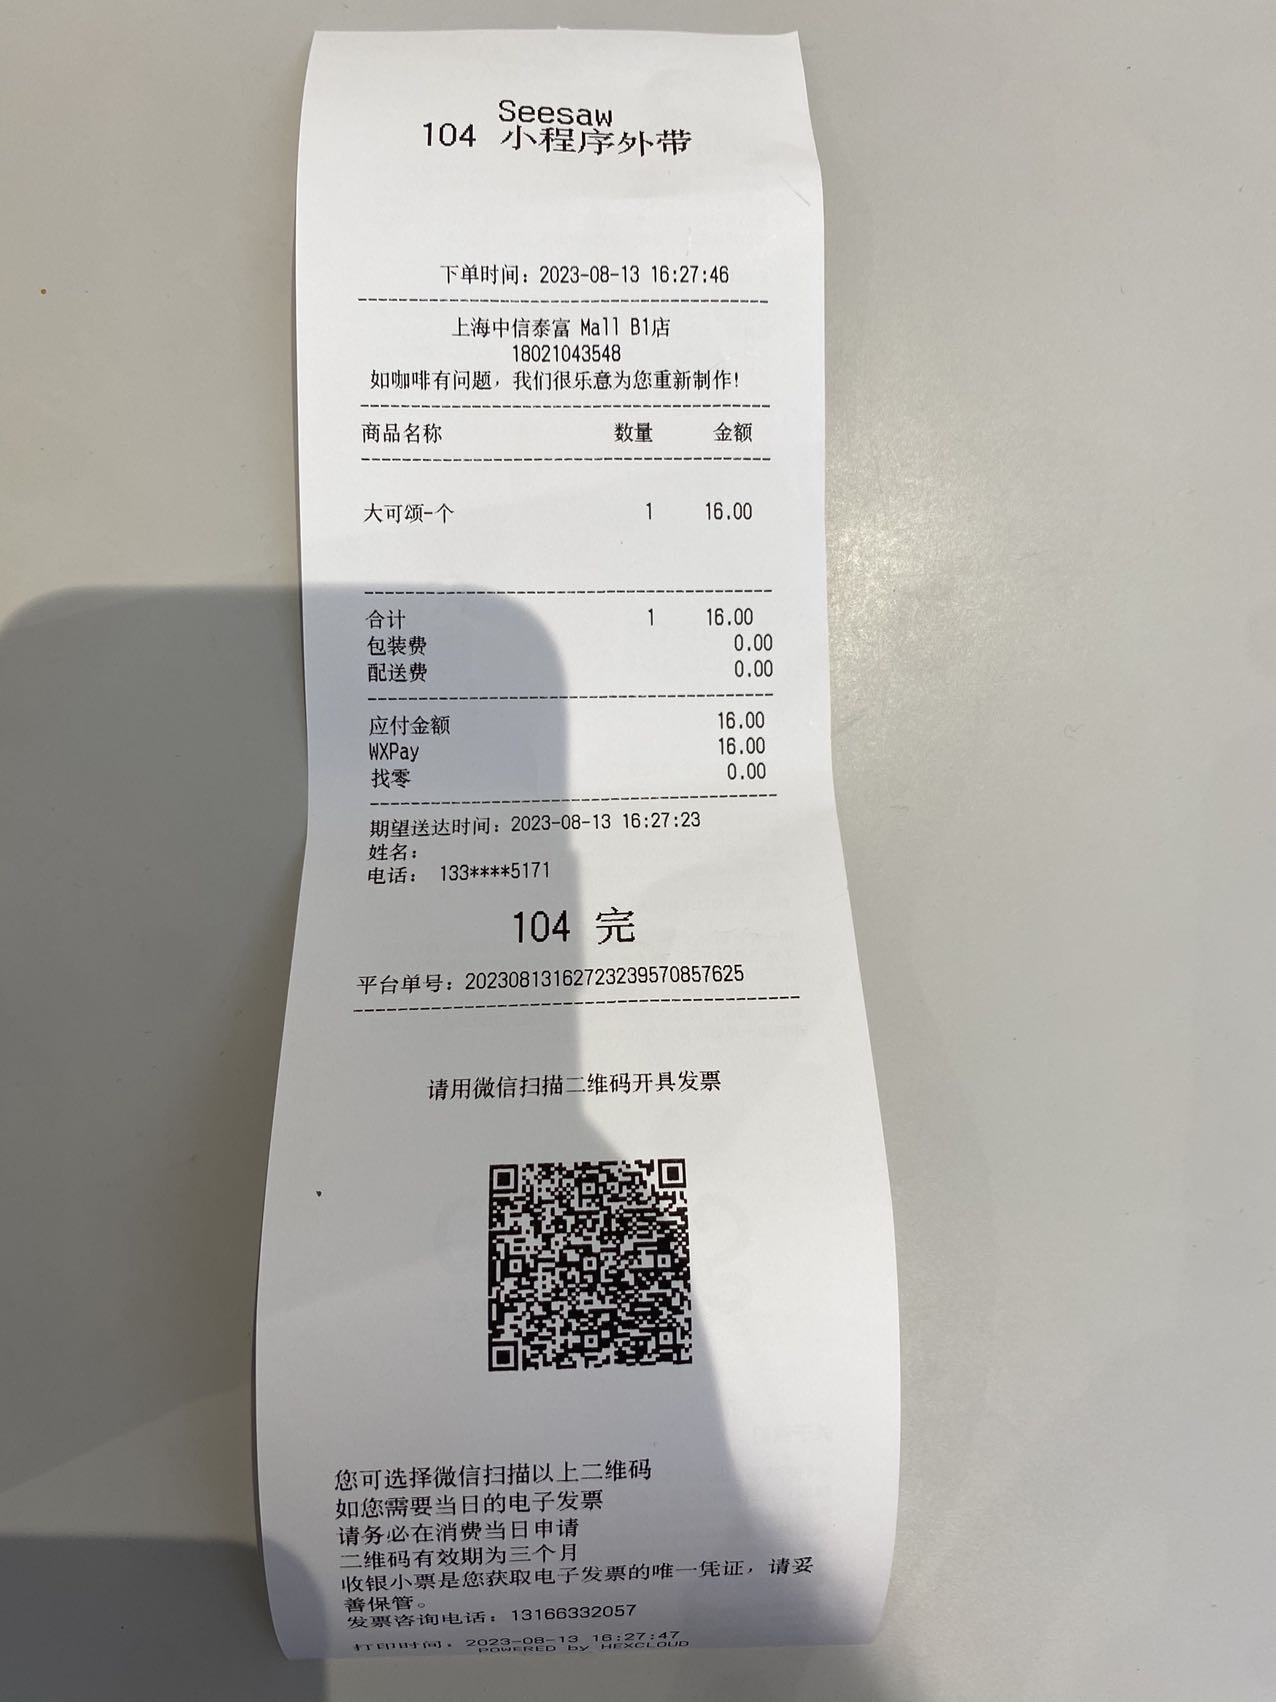 Seesaw
104 小程序外带
下单时间：2023-08-13 16:27:46
上海中信泰富 Mall B1店
18021043548
如咖啡有问题，我们很乐意为您重新制作！
商品名称 数量 金额
大可颂-个 1 16.00
合计 1 16.00
包装费 0.00
配送费 0.00
应付金额 16.00
WXPay 16.00
找零 0.00
期望送达时间：2023-08-13 16:27:23
姓名：
电话： 133****5171
104 完
平台单号：20230813162723239570857625
请用微信扫描二维码开具发票
您可选择微信扫描以上二维码
如您需要当日的电子发票
请务必在消费当日申请
二维码有效期为三个月
收银小票是您获取电子发票的唯一凭证，请妥
善保管。
发票咨询电话：13166332057
打印时间：2023-08-13 16:27:47
POWERED by HEXCLOUD